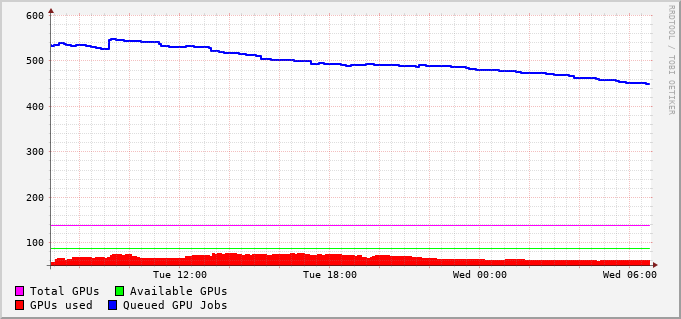 600
500
400
300
200
100
Tue 12:00 Tue 18:00 Wed 00:00 Wed 06:00
Total GPUs Available GPUs
GPUs used Queued GPU Jobs
RRDTOOL / TOBI OETIKER